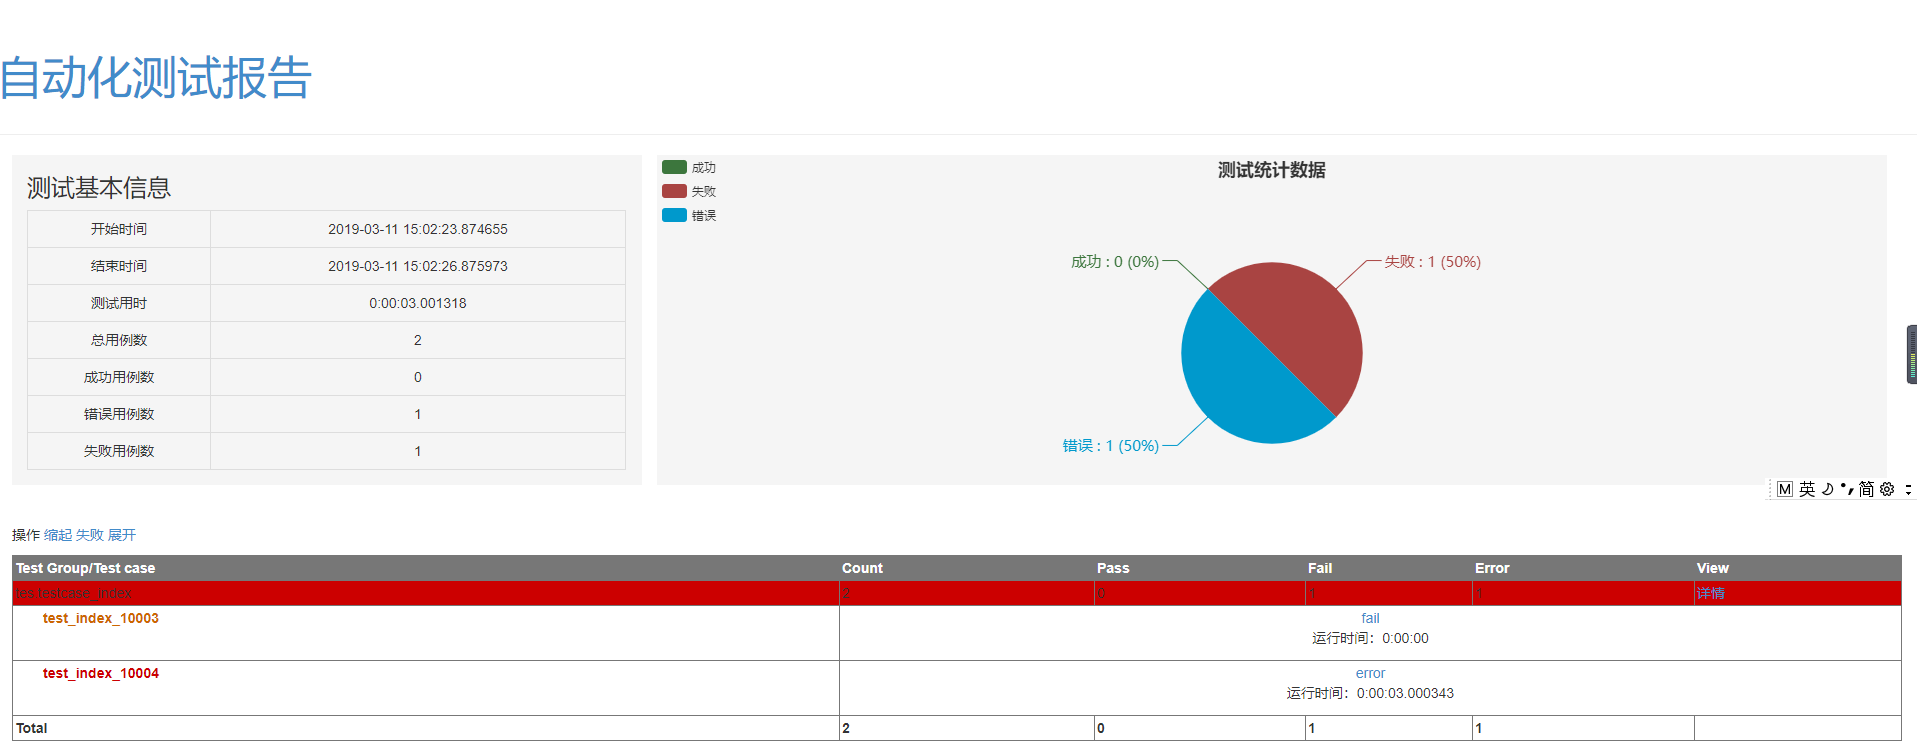 自动化测试报告
测试基本信息
开始时间 2019-03-11 15:02:23.874655
结束时间 2019-03-11 15:02:26.875973
测试用时 0:00:03.001318
总用例数 2
成功用例数 0
错误用例数 1
失败用例数 1
成功
失败
错误
测试统计数据
成功 : 0 (0%)
失败 : 1 (50%)
错误 : 1 (50%)
M 英 简
操作 缩起 失败 展开
Test Group/Test case Count Pass Fail Error View
2 0 1 1 详情
test_index_10003 fail
运行时间：0:00:00
test_index_10004 error
运行时间：0:00:03.000343
Total 2 0 1 1